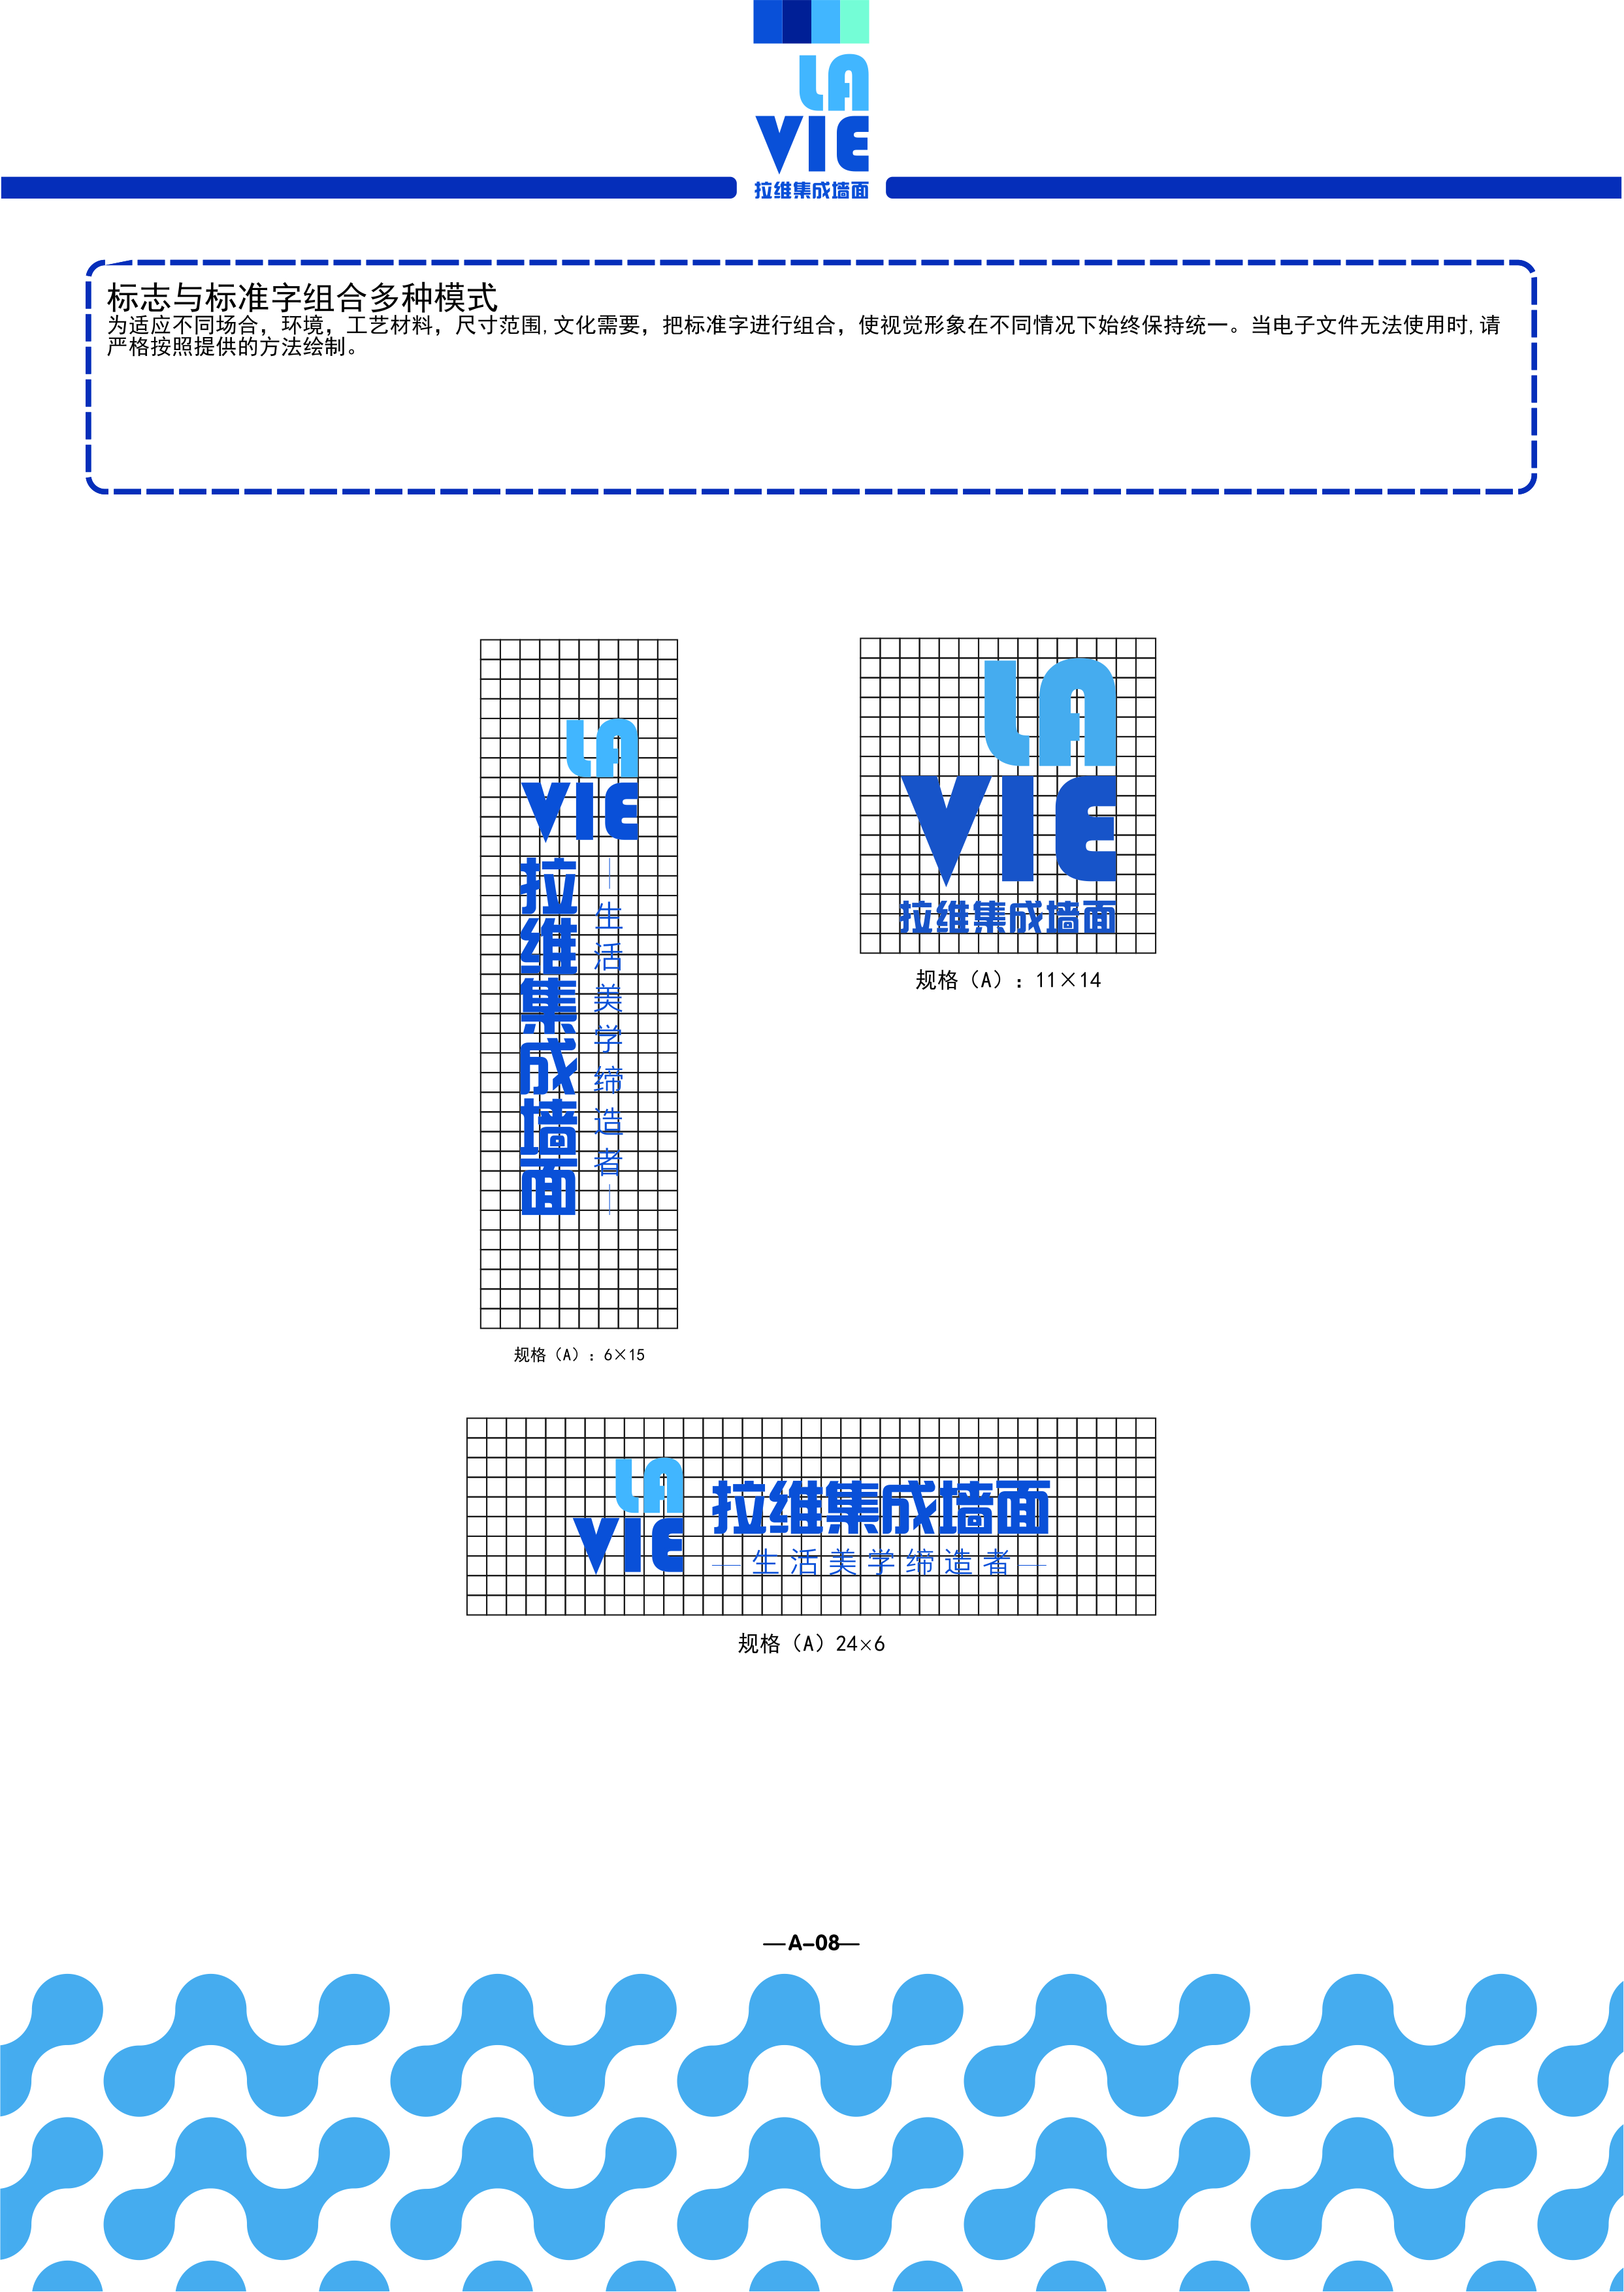 LA
VIE
拉维集成墙面
标志与标准字组合多种模式
为适应不同场合，环境，工艺材料，尺寸范围,文化需要，把标准字进行组合，使视觉形象在不同情况下始终保持统一。当电子文件无法使用时,请
严格按照提供的方法绘制。
LA
VIE
拉维集成墙面
生活美学缔造者
规格（A）：6×15
LA
VIE
拉维集成墙面
规格（A）：11×14
LA
VIE
拉维集成墙面
—生活美学缔造者—
规格（A）24×6
—A-08—